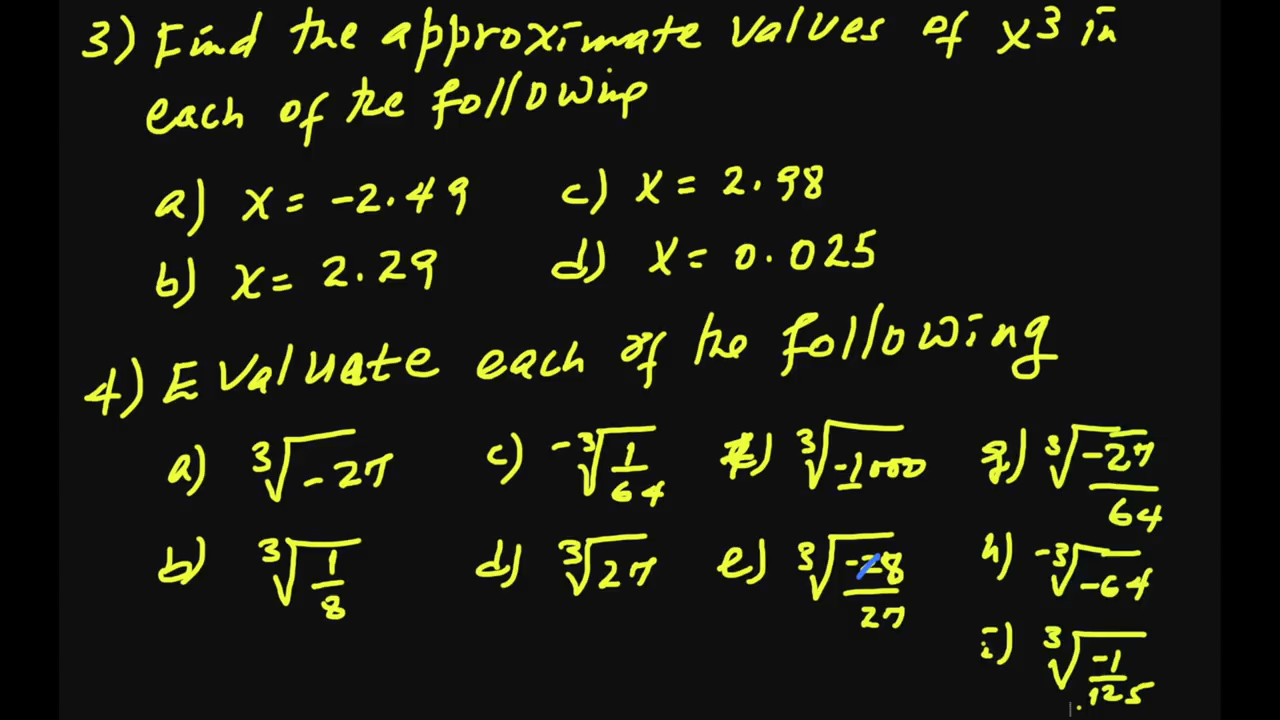 3) Find the approximate values of x³ in
each of the following
a) x = -2.49 c) x = 2.98
b) x = 2.29 d) x = 0.025
4) Evaluate each of the following
a) ∛-27 c) -∛1/64 f) ∛-1000 g) ∛-27/64
b) ∛1/8 d) ∛27 e) ∛-8/27 h) -∛-64
i) ∛-1/125